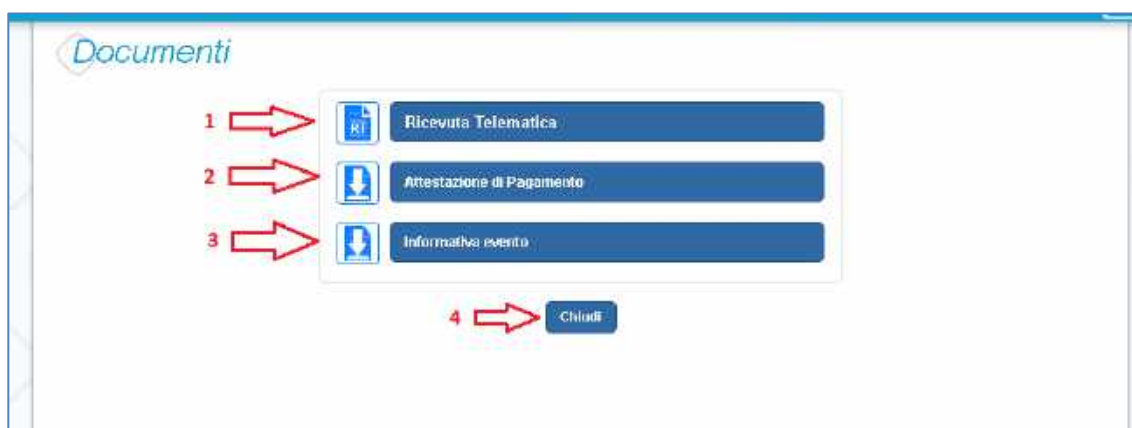 Documenti
1 RT Ricevuta Telematica
2 Attestazione di Pagamento
3 Informativa evento
4 Chiudi